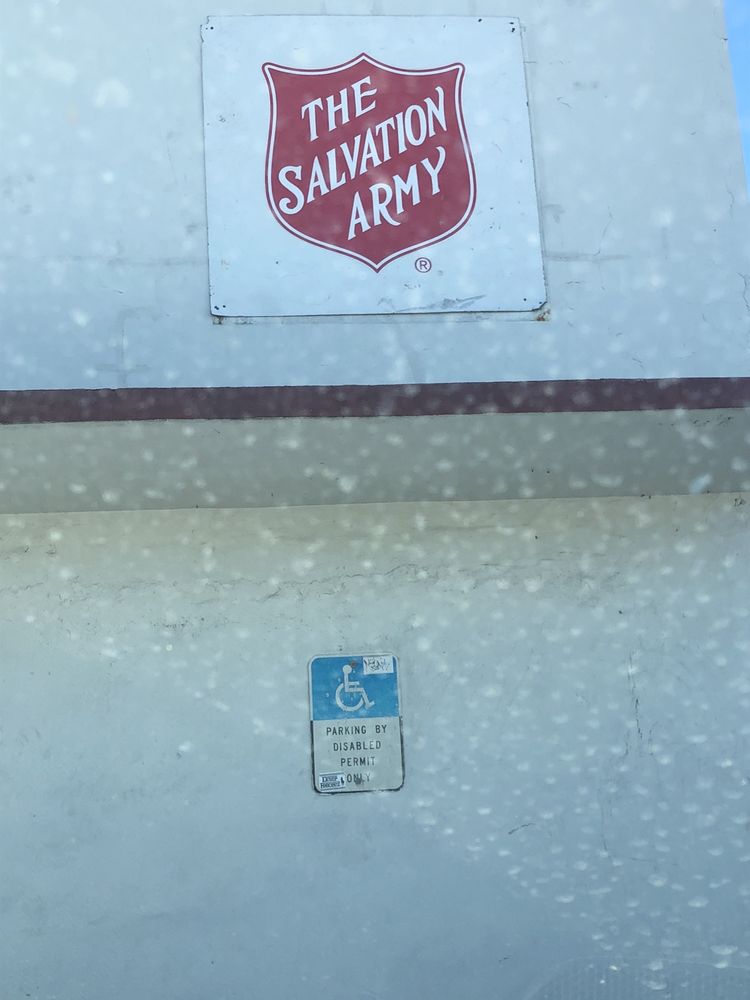 THE
SALVATION
ARMY
®
PARKING BY
DISABLED
PERMIT
ONLY